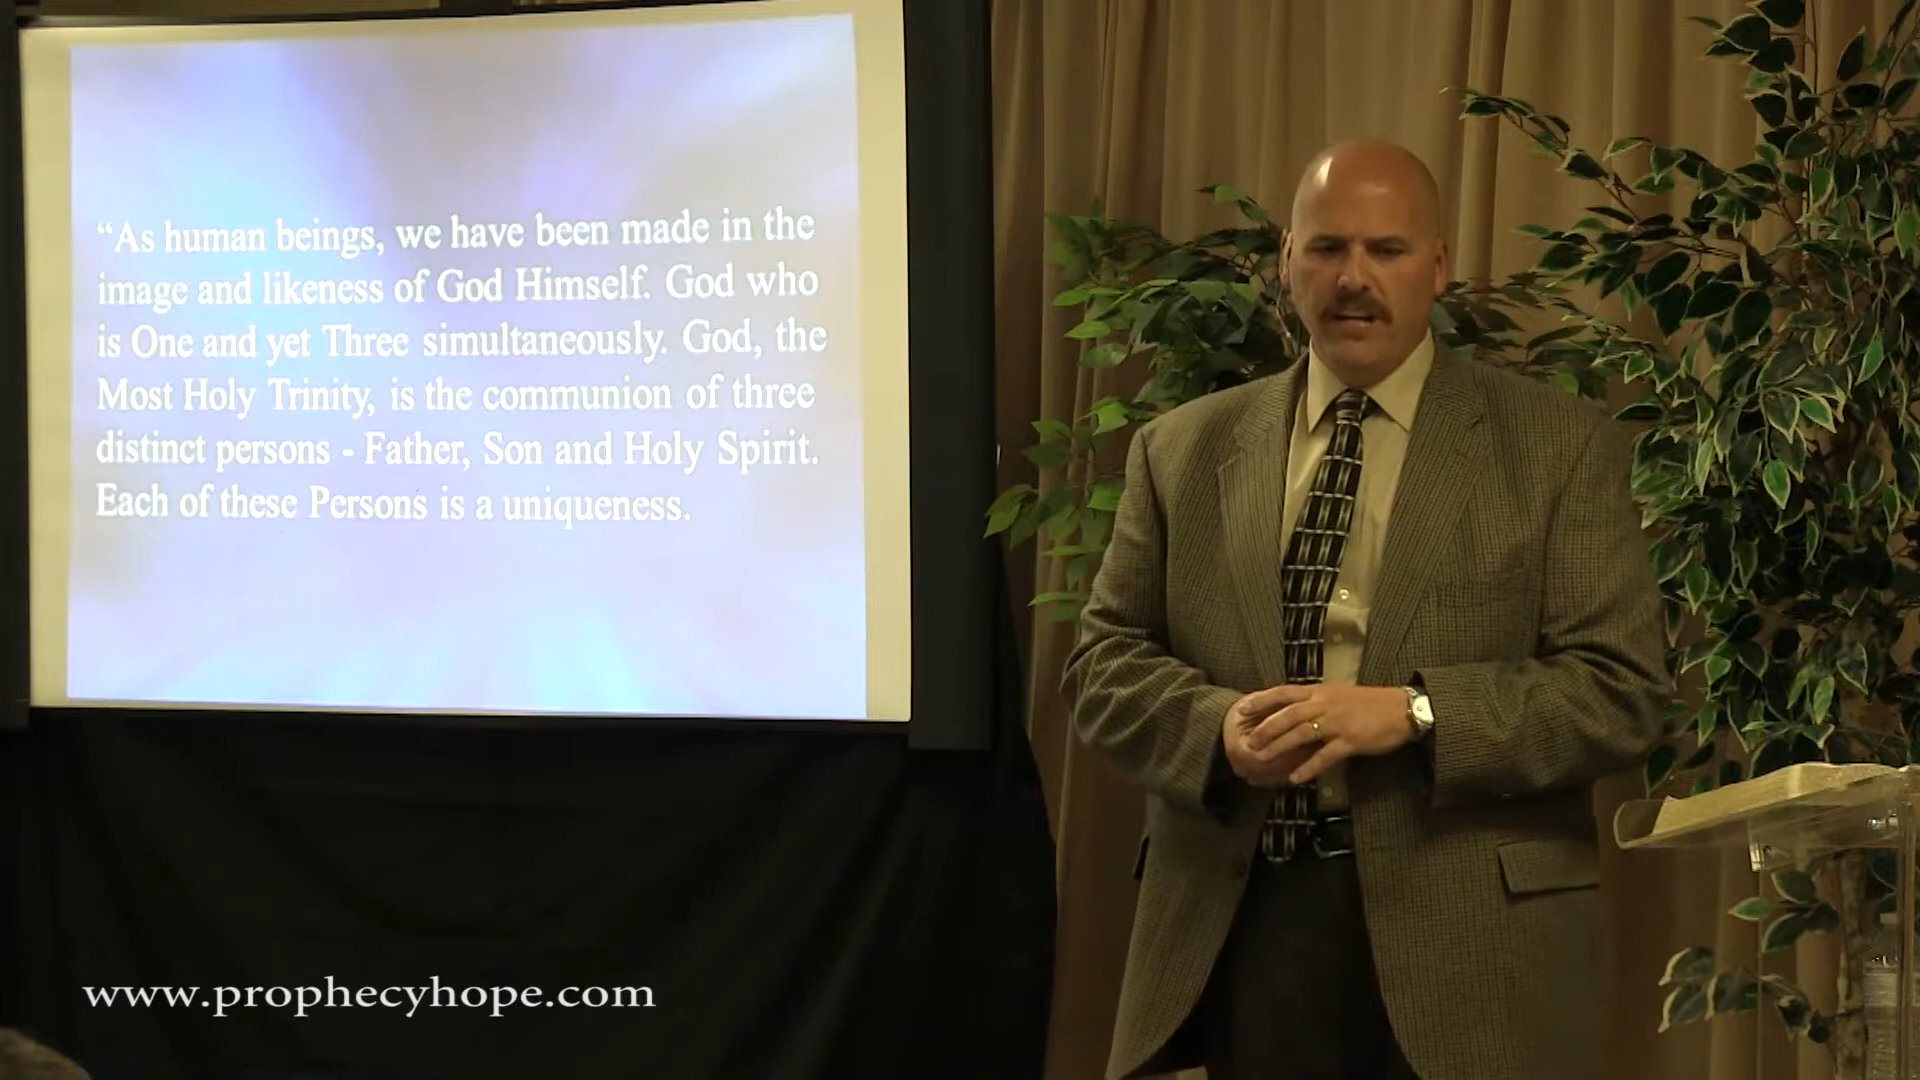 “As human beings, we have been made in the
image and likeness of God Himself. God who
is One and yet Three simultaneously. God, the
Most Holy Trinity, is the communion of three
distinct persons - Father, Son and Holy Spirit.
Each of these Persons is a uniqueness.
www.prophecyhope.com